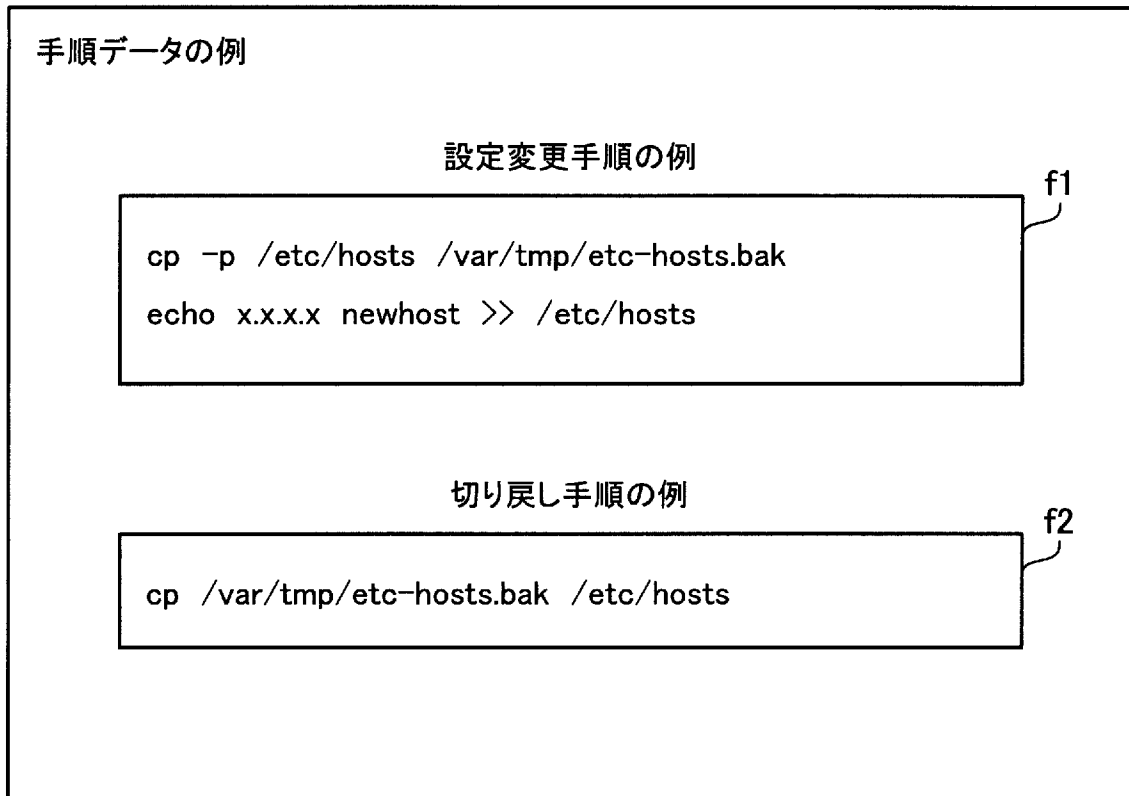 手順データの例
設定変更手順の例
f1
cp -p /etc/hosts /var/tmp/etc-hosts.bak
echo x.x.x.x newhost >> /etc/hosts
切り戻し手順の例
f2
cp /var/tmp/etc-hosts.bak /etc/hosts